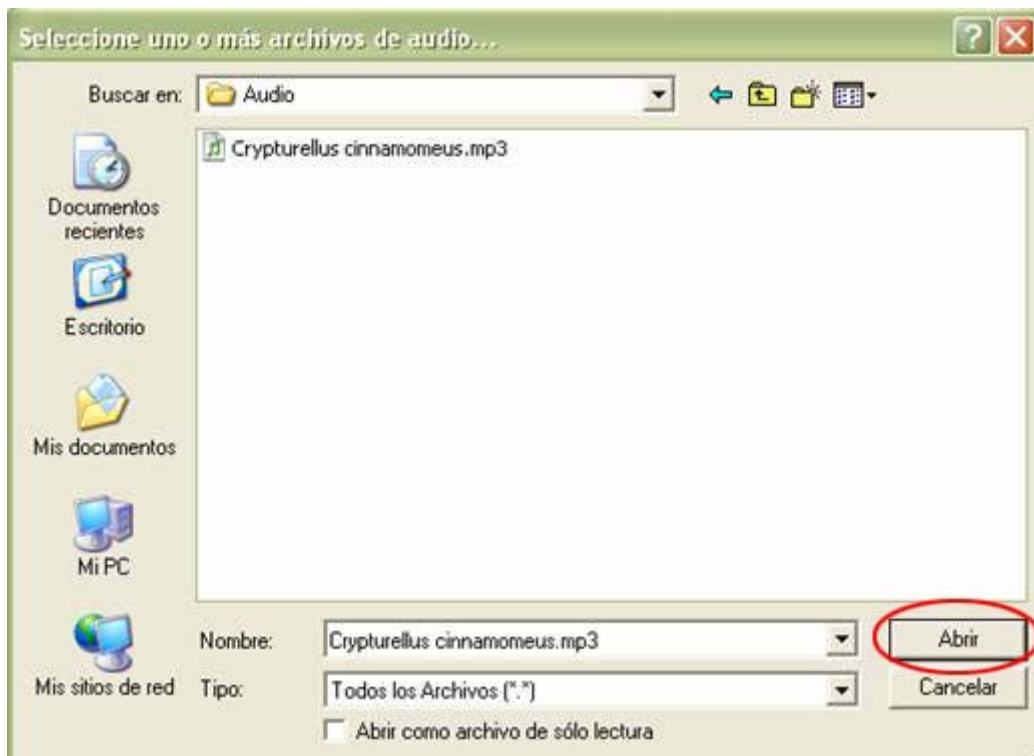 Seleccione uno o más archivos de audio...
Buscar en: Audio
Crypturellus cinnamomeus.mp3
Documentos
recientes
Escritorio
Mis documentos
Mi PC
Mis sitios de red
Nombre: Crypturellus cinnamomeus.mp3 Abrir
Tipo: Todos los Archivos (*.*) Cancelar
Abrir como archivo de sólo lectura